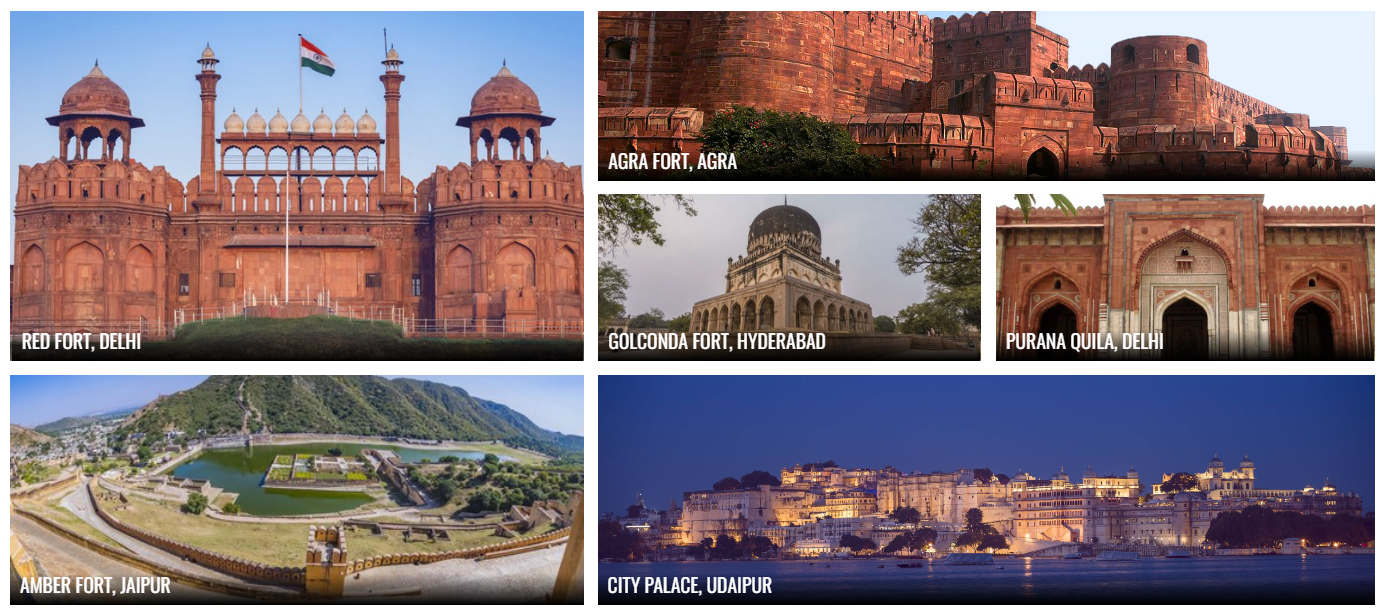 RED FORT, DELHI
AGRA FORT, AGRA
GOLCONDA FORT, HYDERABAD
PURANA QUILA, DELHI
AMBER FORT, JAIPUR
CITY PALACE, UDAIPUR